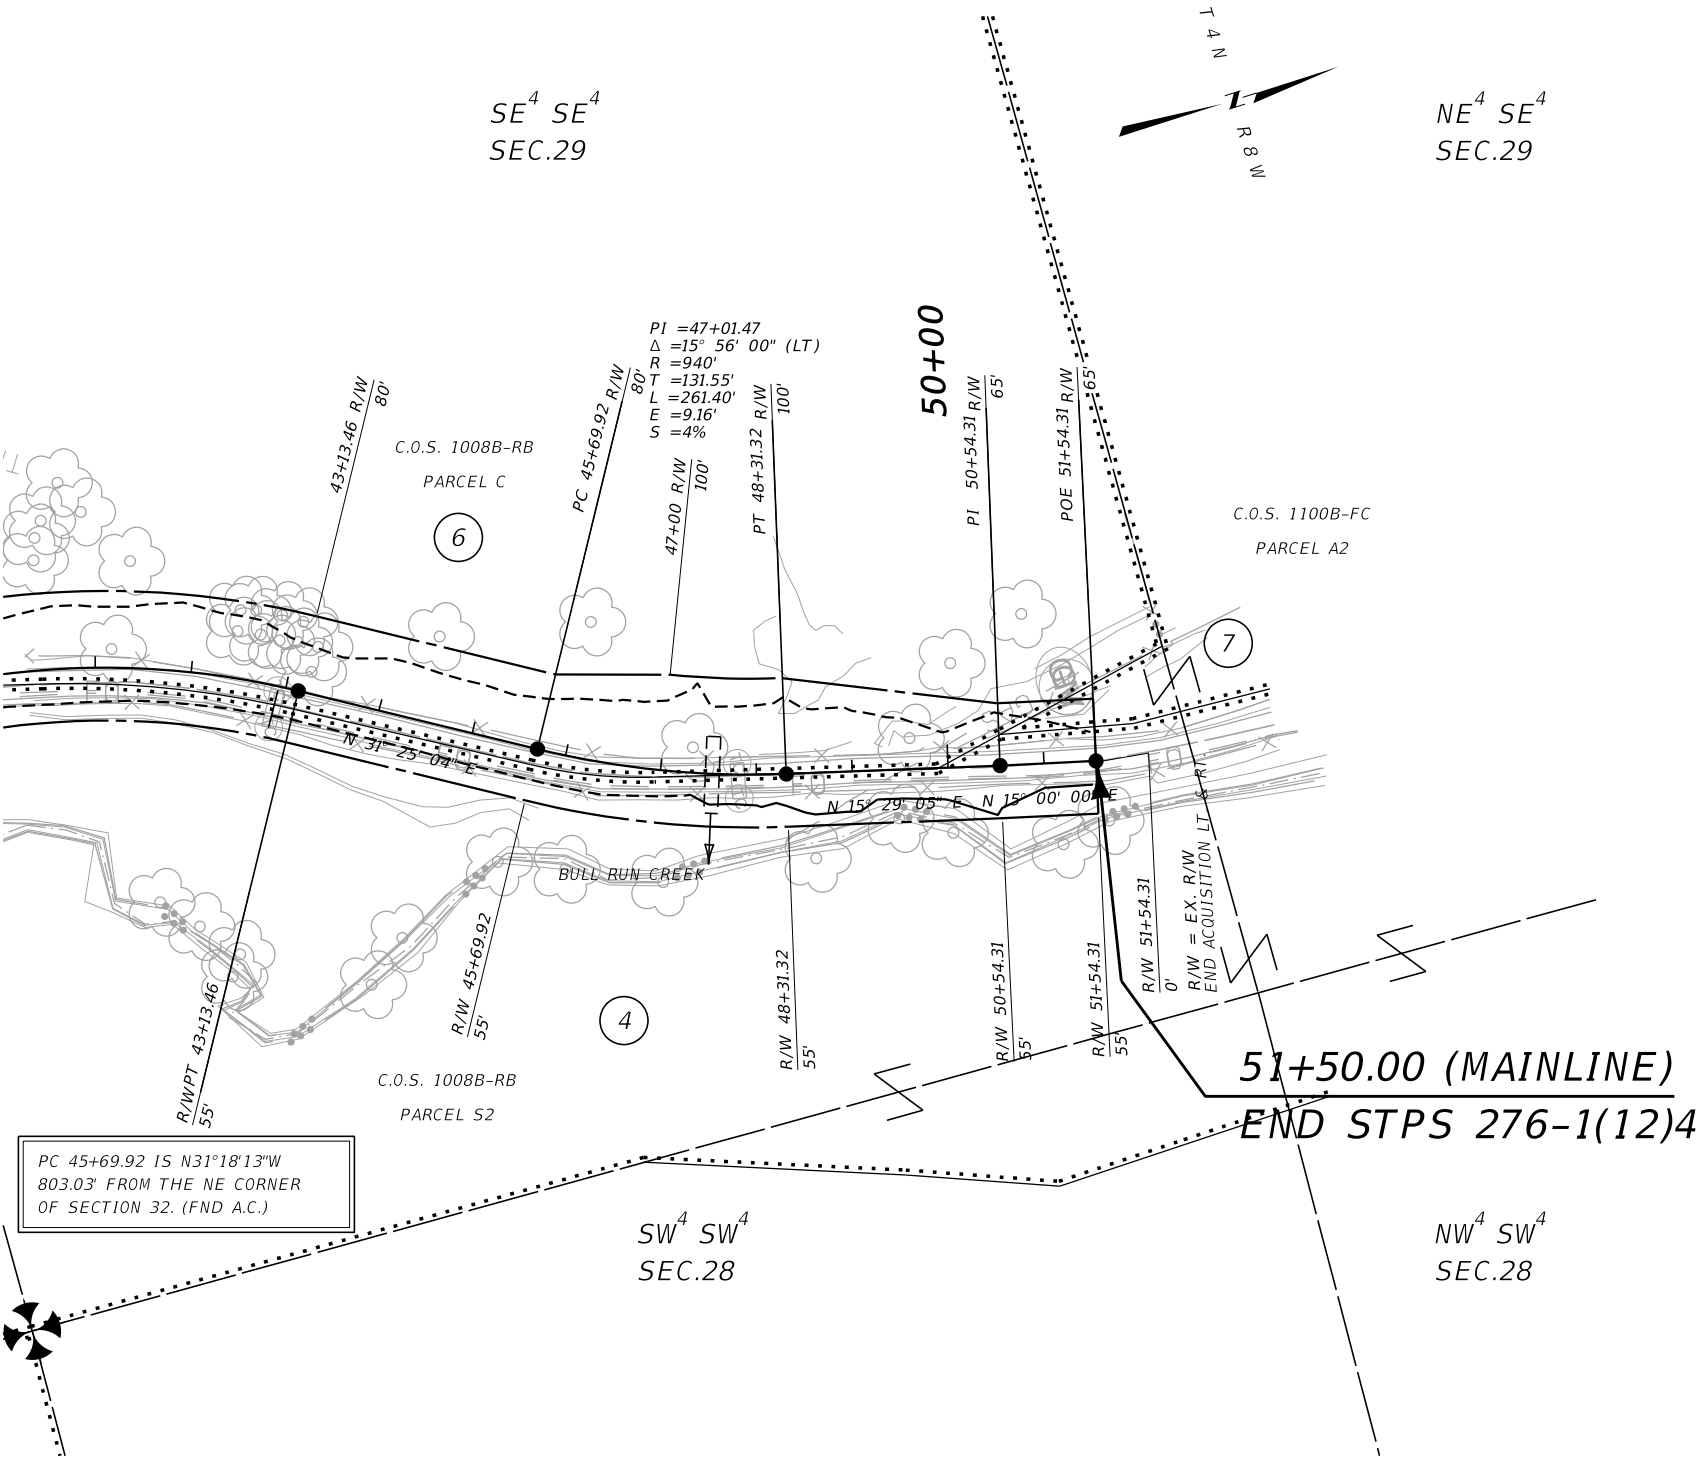 T 4 N
R 8 W
SE4 SE4
SEC.29
NE4 SE4
SEC.29
PI =47+01.47
Δ =15° 56' 00" (LT)
R =940'
T =131.55'
L =261.40'
E =9.16'
S =4%
50+00
43+13.46 R/W
80'
C.O.S. 1008B-RB
PARCEL C
6
PC 45+69.92 R/W
80'
47+00 R/W
100'
PT 48+31.32 R/W
100'
PI 50+54.31 R/W
65'
POE 51+54.31 R/W
65'
C.O.S. 1100B-FC
PARCEL A2
7
N 31° 25' 04" E
N 15° 29' 05" E
N 15° 00' 00" E
BULL RUN CREEK
R/W PT 43+13.46
55'
R/W 45+69.92
55'
4
R/W 48+31.32
55'
R/W 50+54.31
55'
R/W 51+54.31
55'
R/W 51+54.31
0'
R/W = EX. R/W
END ACQUISITION LT. & RT.
C.O.S. 1008B-RB
PARCEL S2
51+50.00 (MAINLINE)
END STPS 276-1(12)4
PC 45+69.92 IS N31°18'13"W
803.03' FROM THE NE CORNER
OF SECTION 32. (FND A.C.)
SW4 SW4
SEC.28
NW4 SW4
SEC.28